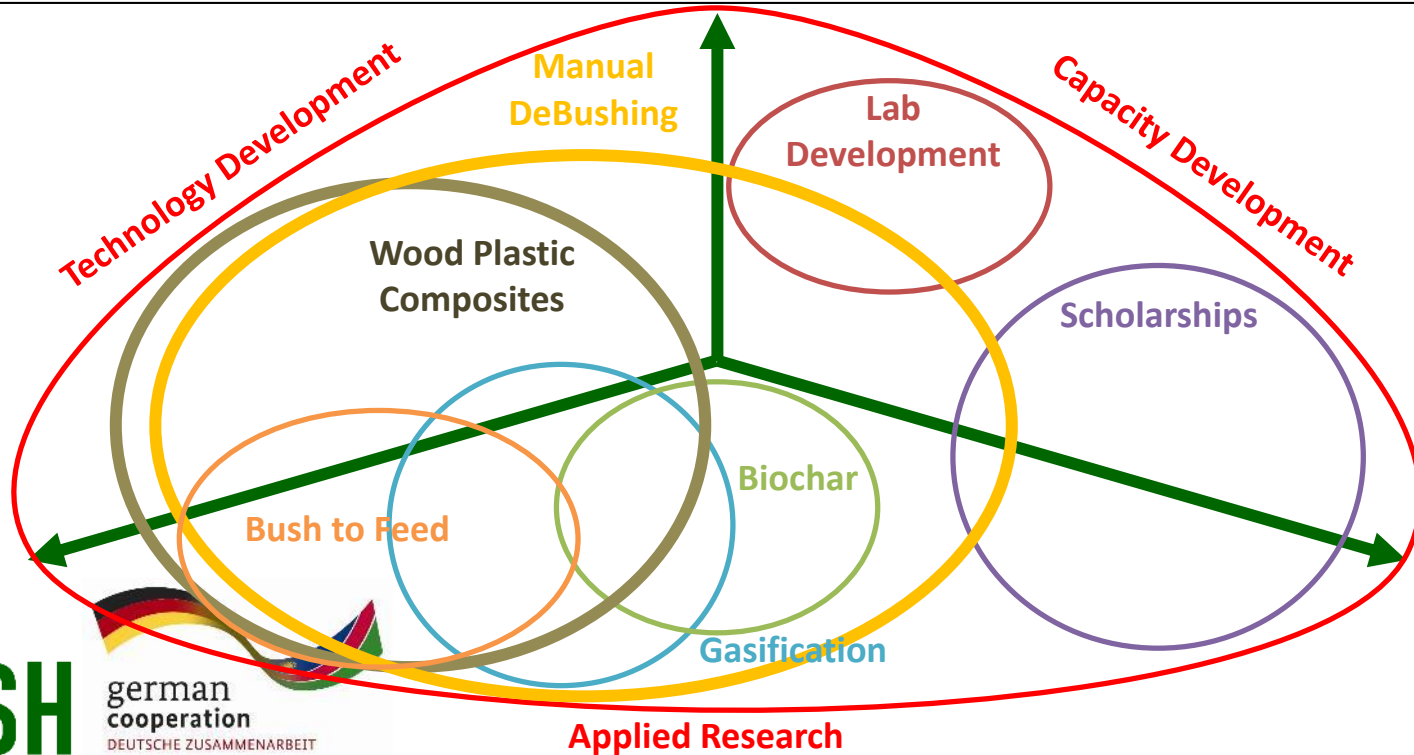 Technology Development
Manual
DeBushing
Lab
Development
Capacity Development
Wood Plastic
Composites
Scholarships
Biochar
Bush to Feed
Gasification
SH
german
cooperation
DEUTSCHE ZUSAMMENARBEIT
Applied Research